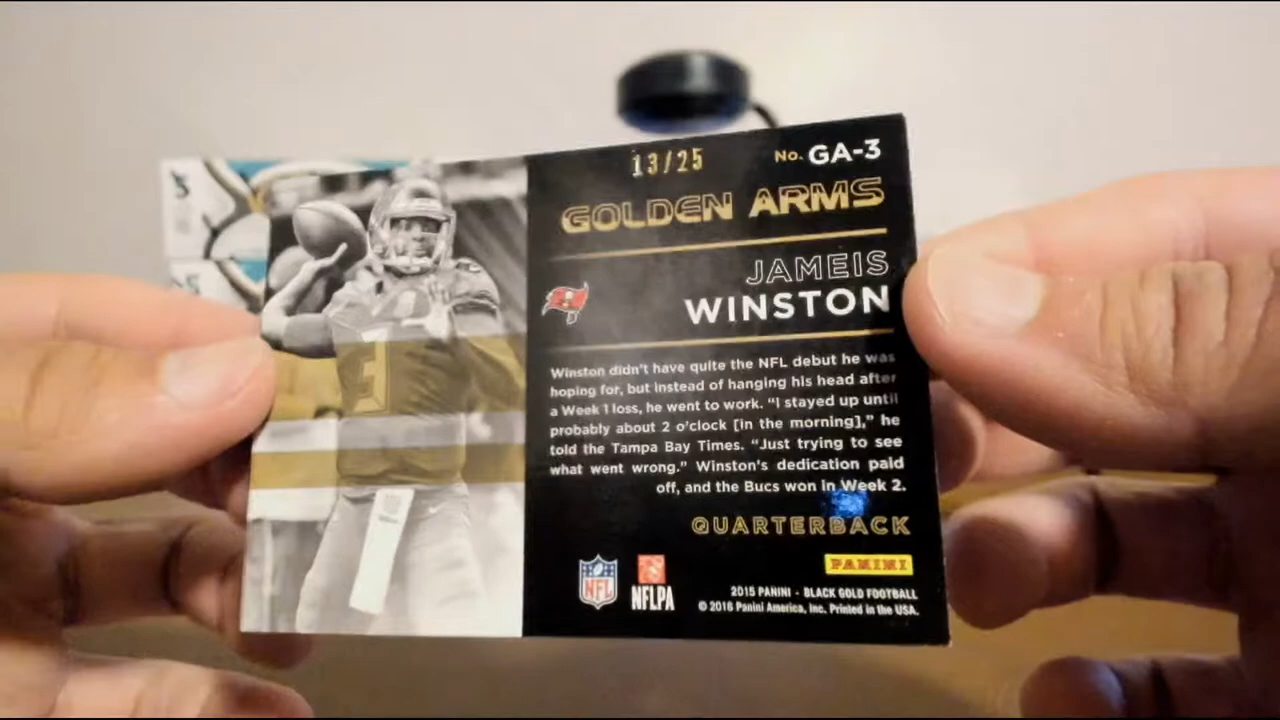 13/25
No. GA-3
GOLDEN ARMS
JAMEIS
WINSTON
Winston didn't have quite the NFL debut he was
hoping for, but instead of hanging his head after
a Week 1 loss, he went to work. "I stayed up until
probably about 2 o'clock [in the morning]," he
told the Tampa Bay Times. "Just trying to see
what went wrong." Winston's dedication paid
off, and the Bucs won in Week 2.
QUARTERBACK
PANINI
NFL
NFLPA
2015 PANINI - BLACK GOLD FOOTBALL
© 2016 Panini America, Inc. Printed in the USA.
3